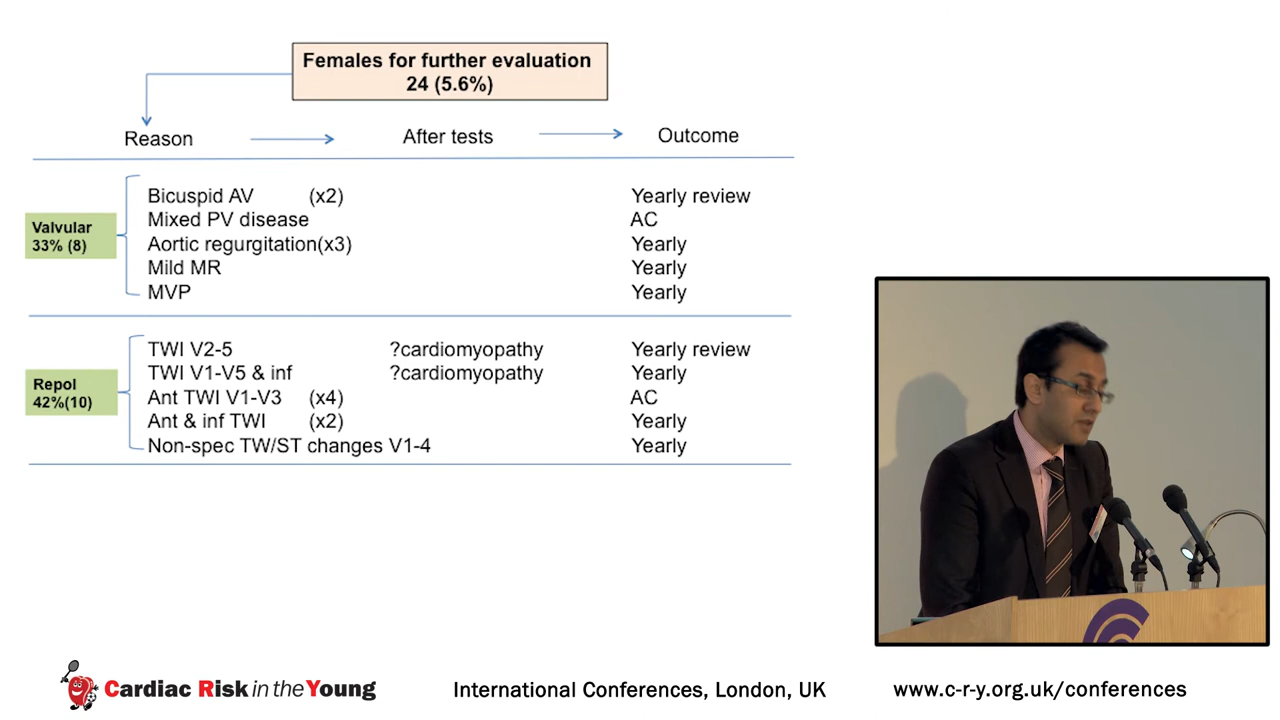 Females for further evaluation
24 (5.6%)
Reason After tests Outcome
Valvular
33% (8)
Bicuspid AV (x2) Yearly review
Mixed PV disease AC
Aortic regurgitation(x3) Yearly
Mild MR Yearly
MVP Yearly
Repol
42%(10)
TWI V2-5 ?cardiomyopathy Yearly review
TWI V1-V5 & inf ?cardiomyopathy Yearly
Ant TWI V1-V3 (x4) AC
Ant & inf TWI (x2) Yearly
Non-spec TW/ST changes V1-4 Yearly
Cardiac Risk in the Young International Conferences, London, UK www.c-r-y.org.uk/conferences